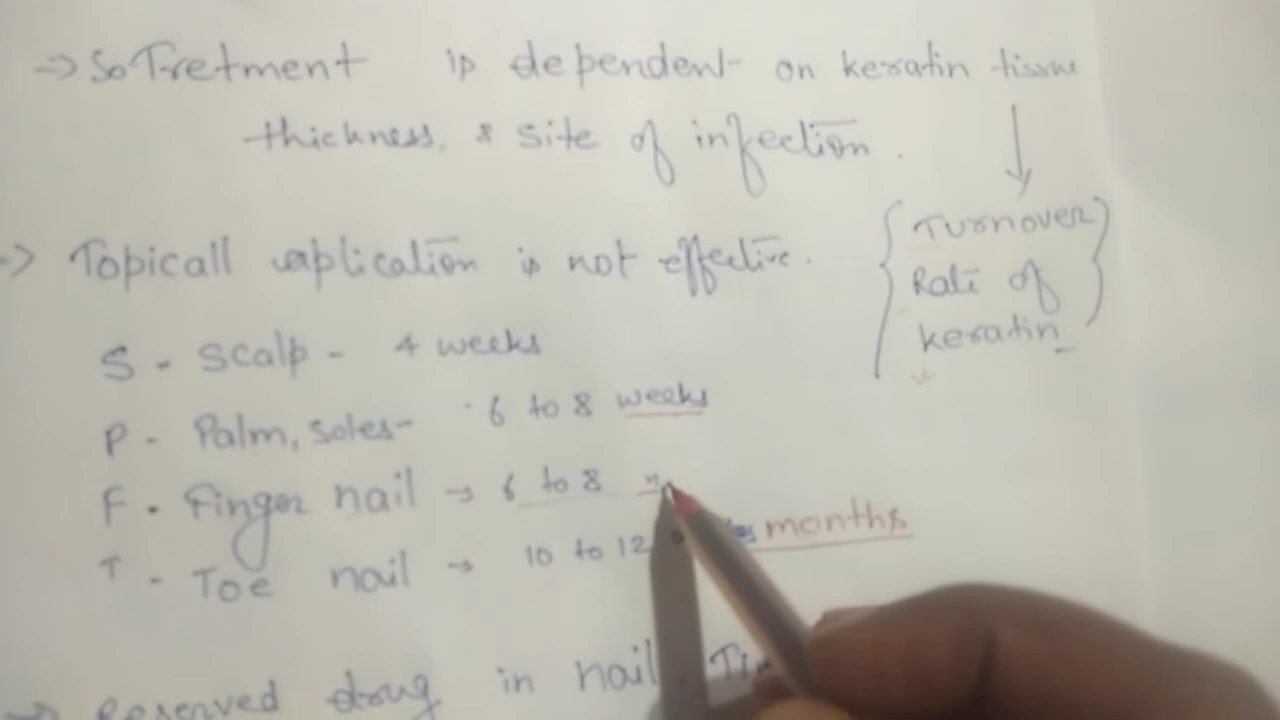 → So Tretment is dependent on keratin tissue
thickness, & site of infection.
→ Topicall application is not effective.
{ Turnover
Rate of
keratin }
S - Scalp - 4 weeks
P - Palm, soles - 6 to 8 weeks
F - Finger nail → 6 to 8
T - Toe nail → 10 to 12 months
→ Reserved drug in nail.